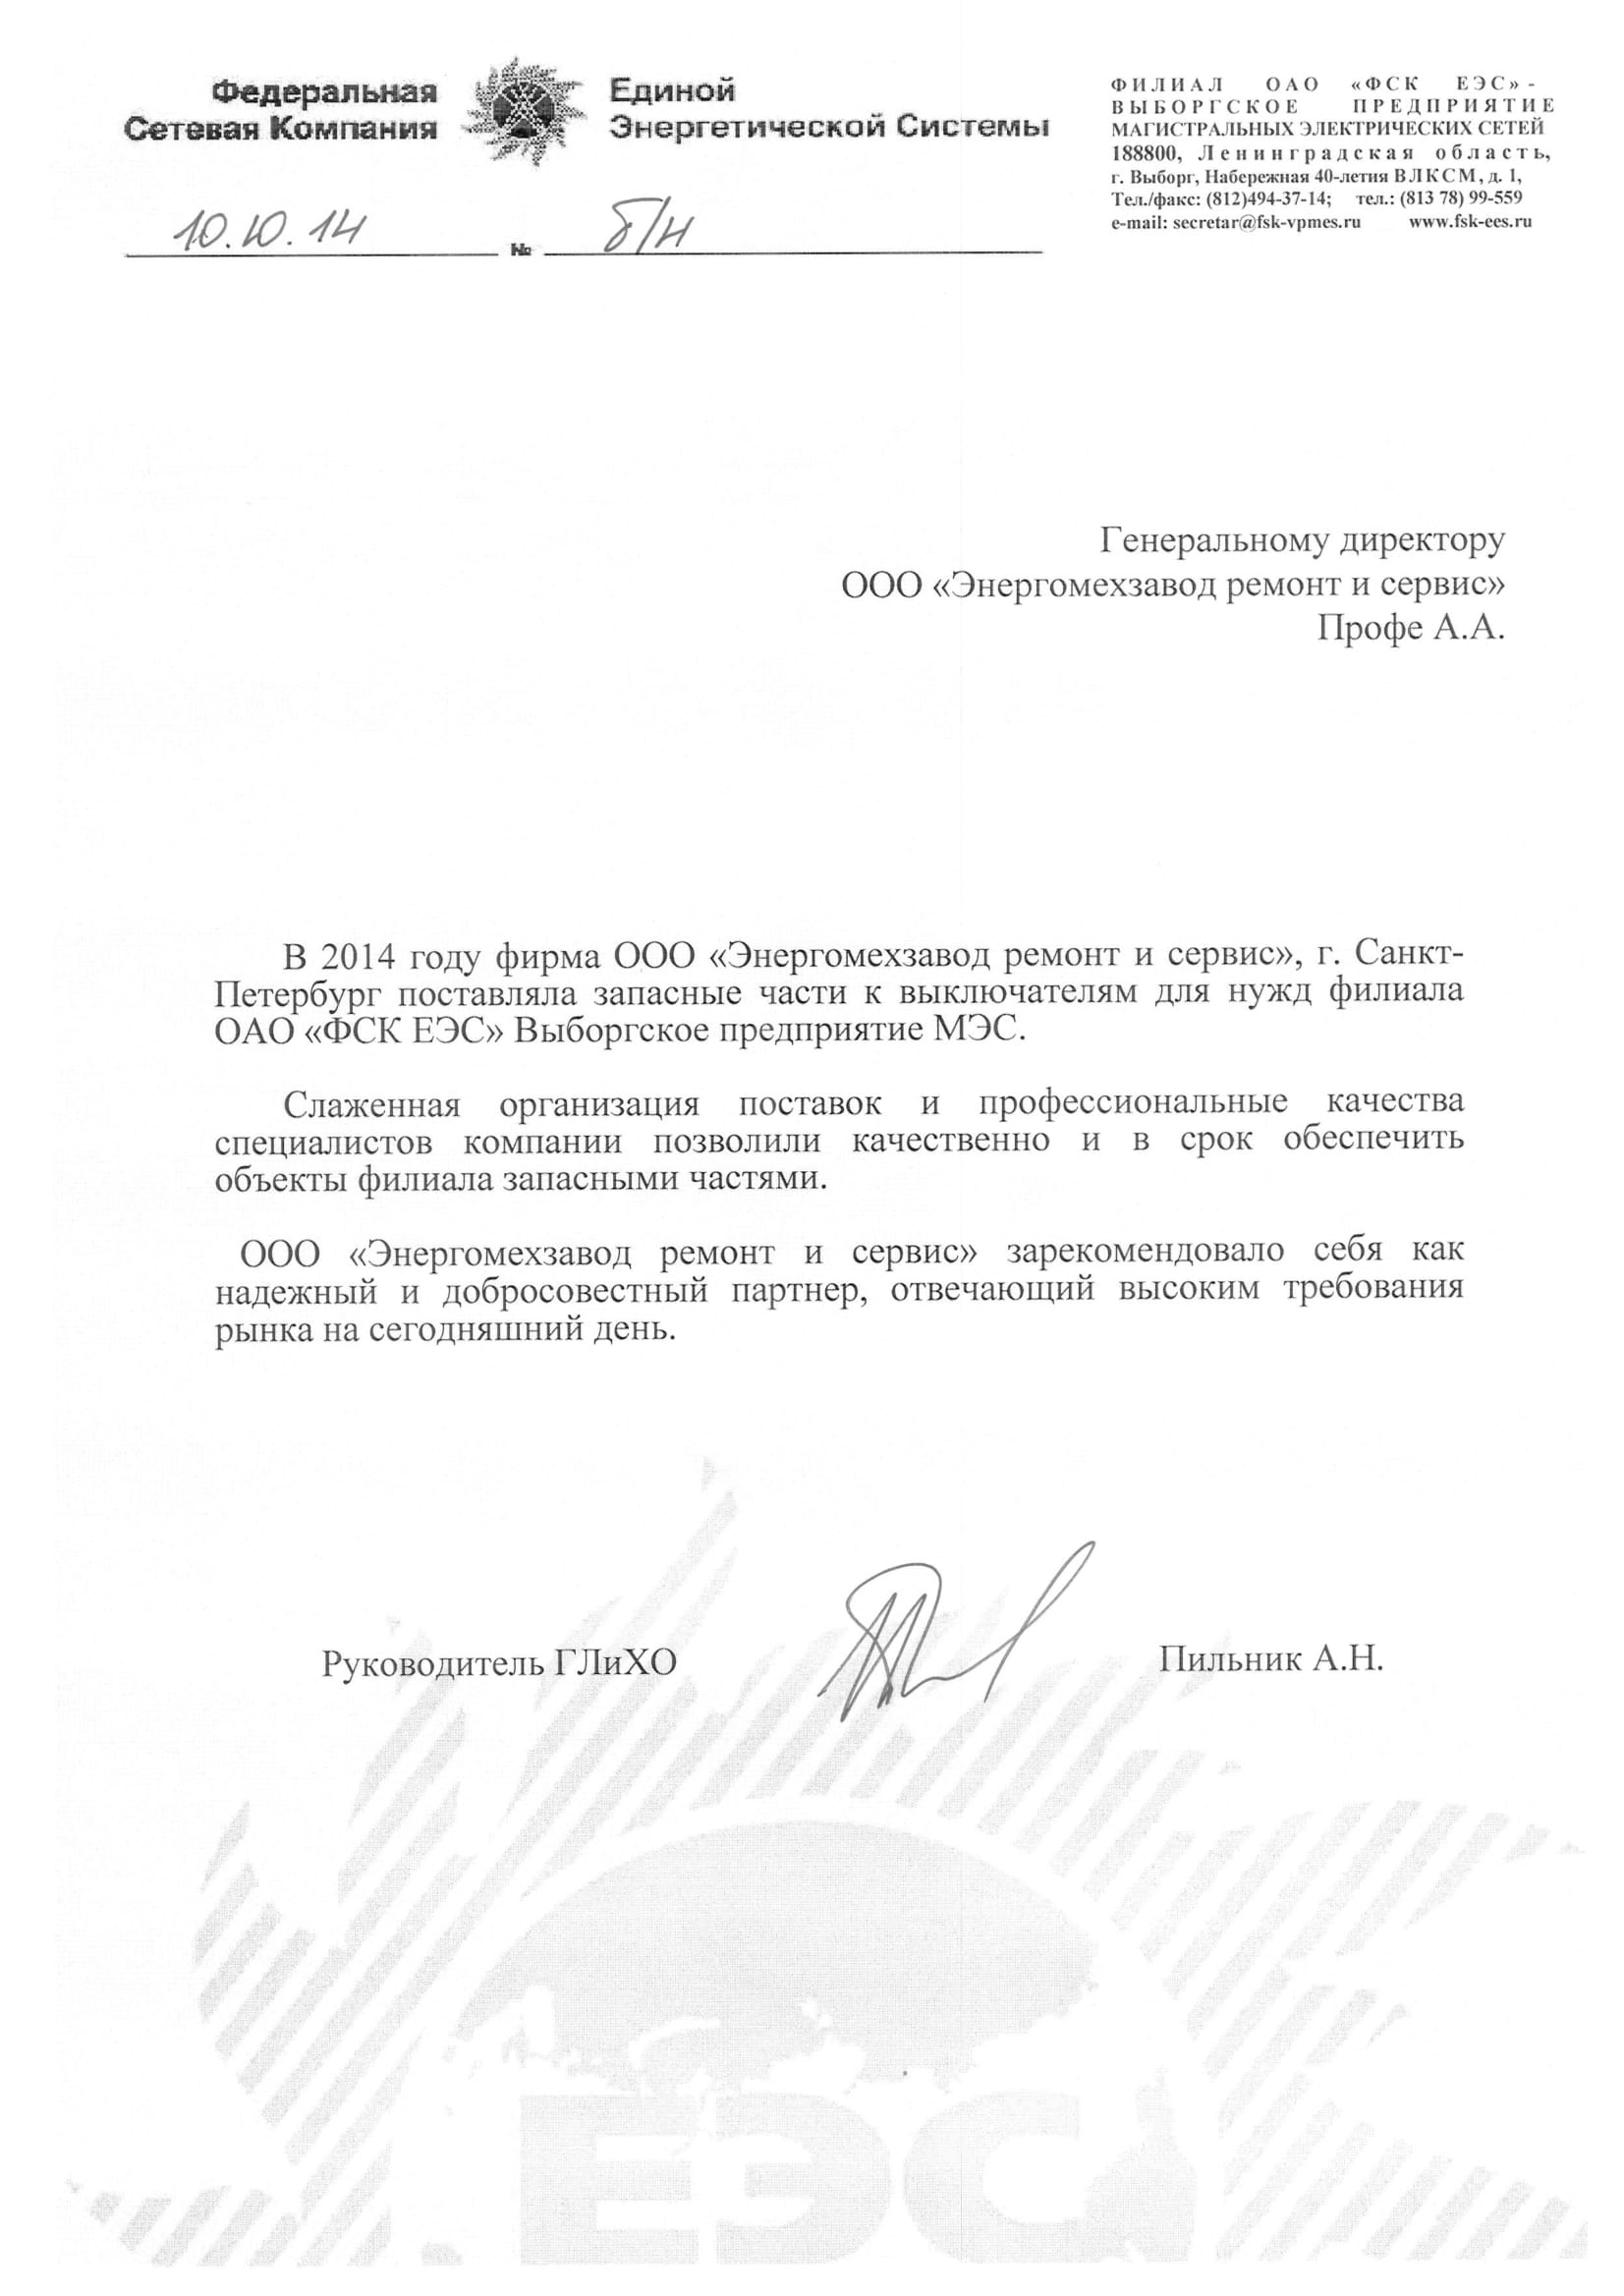 Федеральная
Сетевая Компания
Единой
Энергетической Системы
ФИЛИАЛ ОАО «ФСК ЕЭС» -
ВЫБОРГСКОЕ ПРЕДПРИЯТИЕ
МАГИСТРАЛЬНЫХ ЭЛЕКТРИЧЕСКИХ СЕТЕЙ
188800, Ленинградская область,
г. Выборг, Набережная 40-летия ВЛКСМ, д. 1,
Тел./факс: (812)494-37-14; тел.: (813 78) 99-559
e-mail: secretar@fsk-vpmes.ru www.fsk-ees.ru
10.10.14 № б/н
Генеральному директору
ООО «Энергомехзавод ремонт и сервис»
Профе А.А.
В 2014 году фирма ООО «Энергомехзавод ремонт и сервис», г. Санкт-
Петербург поставляла запасные части к выключателям для нужд филиала
ОАО «ФСК ЕЭС» Выборгское предприятие МЭС.
Слаженная организация поставок и профессиональные качества
специалистов компании позволили качественно и в срок обеспечить
объекты филиала запасными частями.
ООО «Энергомехзавод ремонт и сервис» зарекомендовало себя как
надежный и добросовестный партнер, отвечающий высоким требования
рынка на сегодняшний день.
Руководитель ГЛиХО Пильник А.Н.
ЕЭС